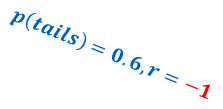 p(tails) = 0.6, r = −1